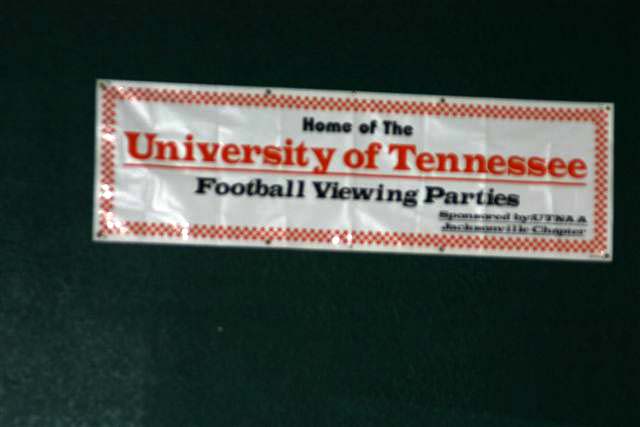 Home of The
University of Tennessee
Football Viewing Parties
Sponsored by:UTNAA
Jacksonville Chapter